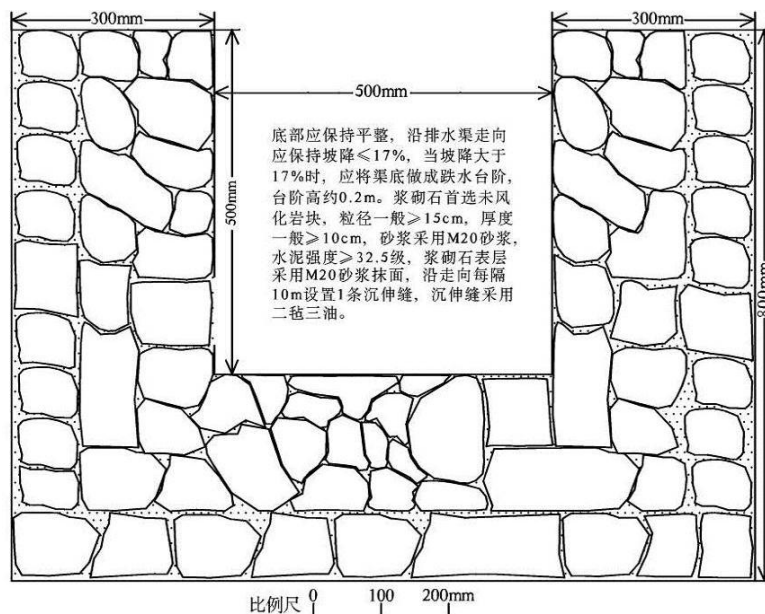 300mm
300mm
500mm
500mm
800mm
底部应保持平整，沿排水渠走向
应保持坡降≤17%，当坡降大于
17%时，应将渠底做成跌水台阶，
台阶高约0.2m。浆砌石首选未风
化岩块，粒径一般≥15cm，厚度
一般≥10cm，砂浆采用M20砂浆，
水泥强度≥32.5级，浆砌石表层
采用M20砂浆抹面，沿走向每隔
10m设置1条沉伸缝，沉伸缝采用
二毡三油。
比例尺 0 100 200mm